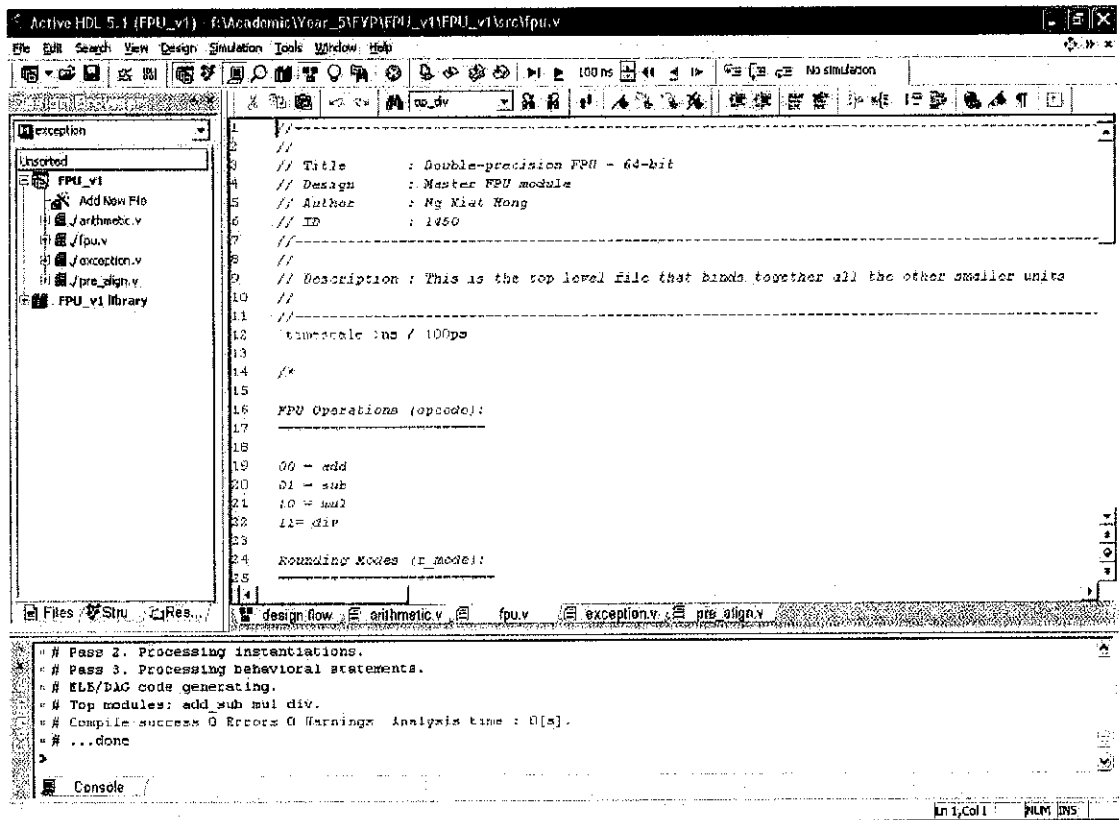 Active HDL 5.1 (FPU_v1) - f:\Academic\Year_5\FYP\FPU_v1\FPU_v1\src\fpu.v
File Edit Search View Design Simulation Tools Window Help
100 ns No simulation
op_div
exception
Unsorted
FPU_v1
Add New File
./arithmetic.v
./fpu.v
./exception.v
./pre_align.v
FPU_v1 library
1 //
2 //
3 // Title : Double-precision FPU - 64-bit
4 // Design : Master FPU module
5 // Author : Ng Kiat Hong
6 // ID : 1450
7 //
8 //
9 // Description : This is the top level file that binds together all the other smaller units
10 //
11 //
12 `timescale 1ns / 100ps
13
14 /*
15
16 FPU Operations (opcode):
17
18
19 00 = add
20 01 = sub
21 10 = mul
22 11= div
23
24 Rounding Modes (r_mode):
25
Files Stru... Res...
design flow arithmetic.v fpu.v exception.v pre_align.v
# Pass 2. Processing instantiations.
# Pass 3. Processing behavioral statements.
# ELB/DAG code generating.
# Top modules: add_sub mul div.
# Compile success 0 Errors 0 Warnings Analysis time : 0[s].
# ...done
>
Console
Ln 1,Col 1 NUM INS